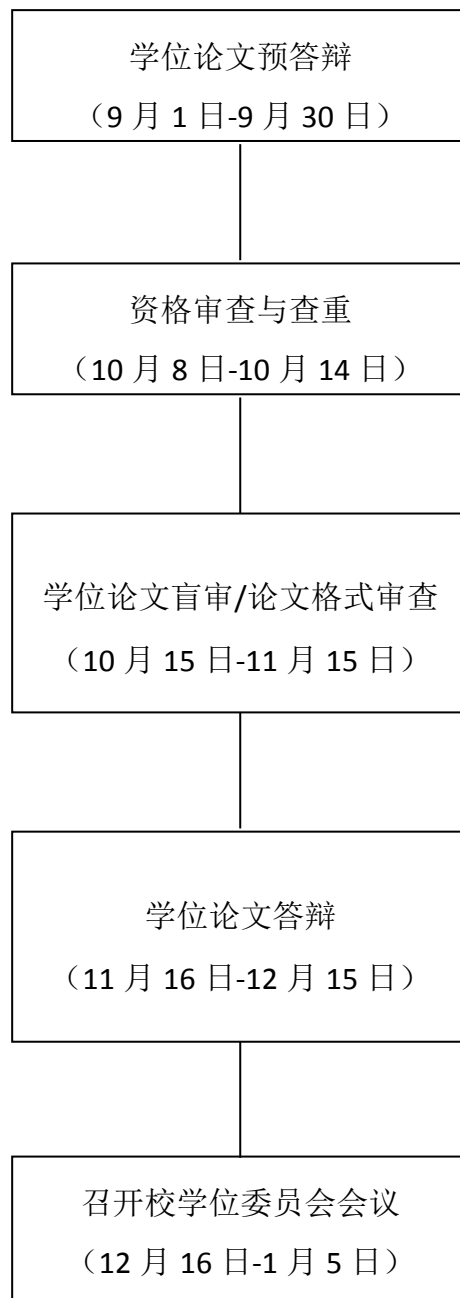 学位论文预答辩
（9 月 1 日-9 月 30 日）
资格审查与查重
（10 月 8 日-10 月 14 日）
学位论文盲审/论文格式审查
（10 月 15 日-11 月 15 日）
学位论文答辩
（11 月 16 日-12 月 15 日）
召开校学位委员会会议
（12 月 16 日-1 月 5 日）